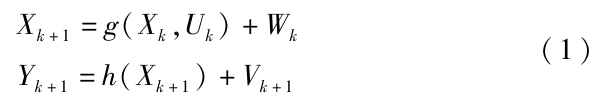 X_{k+1} = g(X_k, U_k) + W_k
(1)
Y_{k+1} = h(X_{k+1}) + V_{k+1}